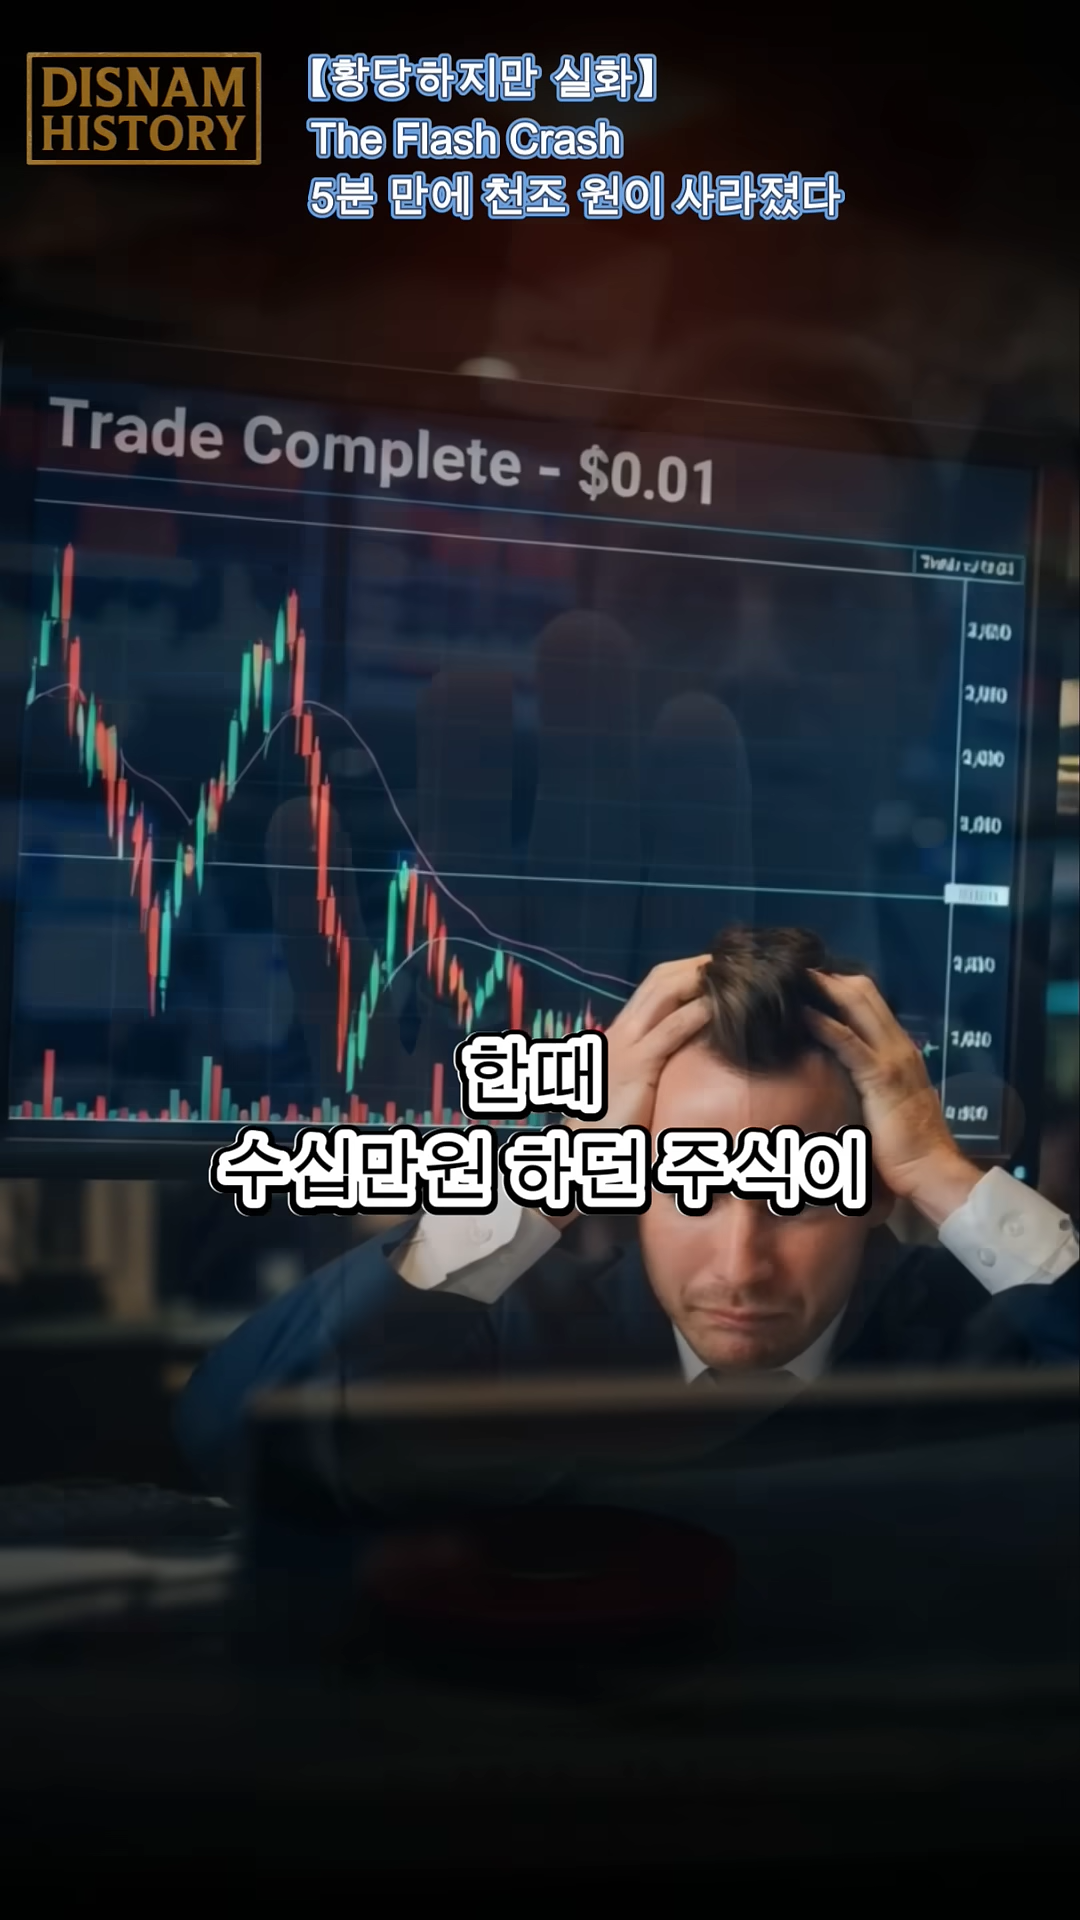 DISNAM
HISTORY
【황당하지만 실화】
The Flash Crash
5분 만에 천조 원이 사라졌다
Trade Complete - $0.01
한때
수십만원 하던 주식이